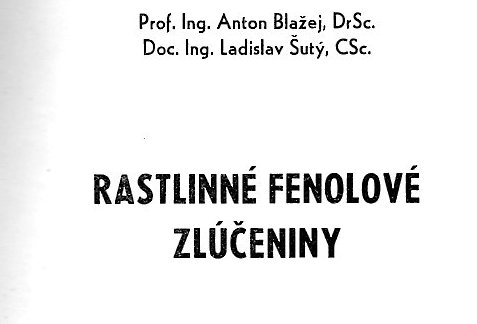 Prof. Ing. Anton Blažej, DrSc.
Doc. Ing. Ladislav Šutý, CSc.
RASTLINNÉ FENOLOVÉ
ZLÚČENINY